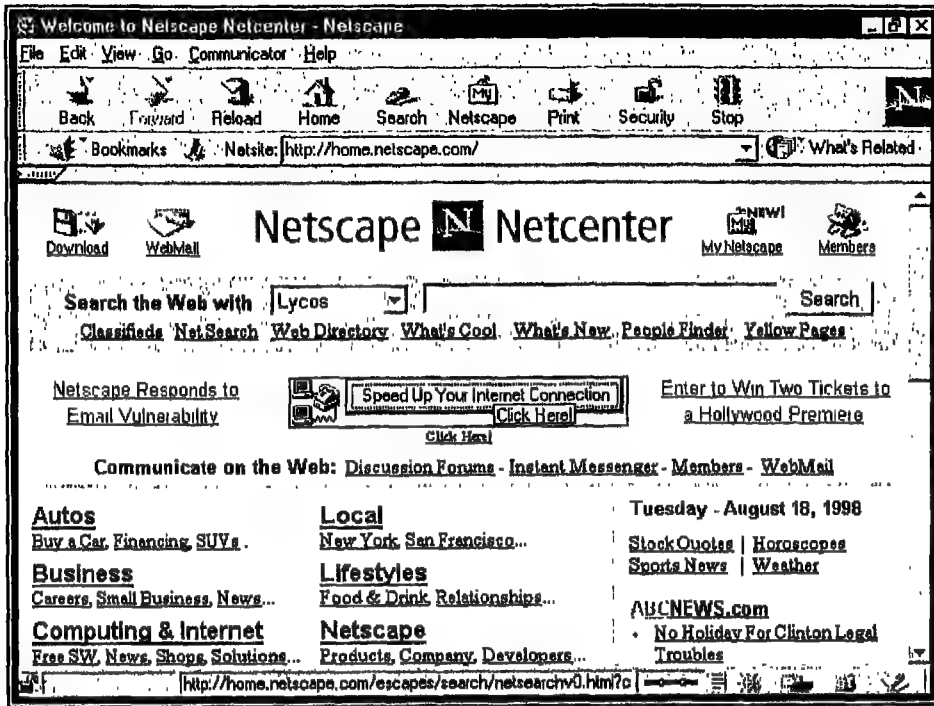 Welcome to Netscape Netcenter - Netscape
File Edit View Go Communicator Help
Back Forward Reload Home Search Netscape Print Security Stop
Bookmarks Netsite: http://home.netscape.com/ What's Related
Download WebMail Netscape N Netcenter NEW! My Netscape Members
Search the Web with Lycos Search
Classifieds Net Search Web Directory What's Cool What's New People Finder Yellow Pages
Netscape Responds to Email Vulnerability
Speed Up Your Internet Connection
Click Here!
Click Here!
Enter to Win Two Tickets to a Hollywood Premiere
Communicate on the Web: Discussion Forums - Instant Messenger - Members - WebMail
Autos
Buy a Car, Financing, SUVs .
Business
Careers, Small Business, News...
Computing & Internet
Free SW, News, Shops, Solutions...
Local
New York, San Francisco...
Lifestyles
Food & Drink, Relationships...
Netscape
Products, Company, Developers...
Tuesday - August 18, 1998
Stock Quotes | Horoscopes
Sports News | Weather
ABCNEWS.com
• No Holiday For Clinton Legal Troubles
http://home.netscape.com/escapes/search/netsearchv0.html?c